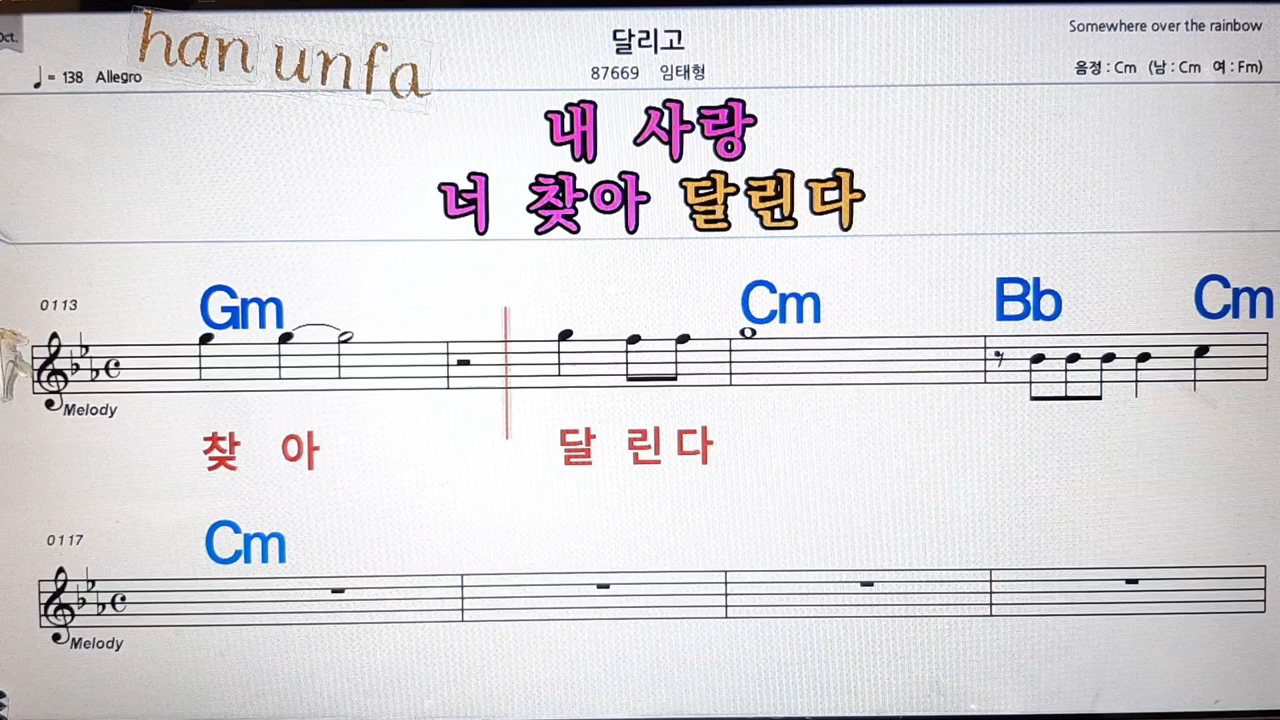 Oct.
han unfa
달리고
Somewhere over the rainbow
♩ = 138 Allegro
87669 임태형
음정 : Cm (남 : Cm 여 : Fm)
내 사랑
너 찾아 달린다
0113
Gm Cm Bb Cm
Melody
찾 아 달 린 다
0117
Cm
Melody